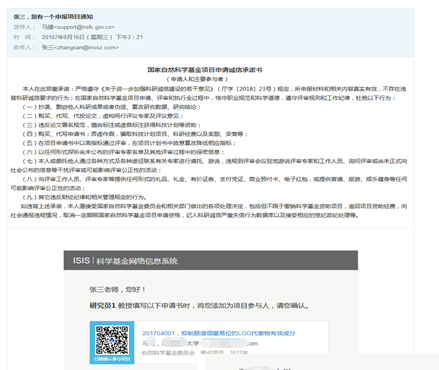 张三，您有一个申报项目通知
发件人： 马健<support@nsfc.gov.cn>
时 间： 20107年8月16日（星期三）下午3：21
收件人： 张三<zhangsan@irissz.com>
国家自然科学基金项目申请诚信承诺书
（申请人和主要参与者）
本人在此郑重承诺：严格遵守《关于进一步加强科研诚信建设的若干意见》（厅字〔2018〕23号）规定，所申报材料和相关内容真实有效，不存在违
背科研诚信要求的行为；在国家自然科学基金项目申请、评审和执行全过程中，恪守职业规范和科学道德，遵守评审规则和工作纪律，杜绝以下行为：
（一）抄袭、剽窃他人科研成果或者伪造、篡改研究数据、研究结论；
（二）购买、代写、代投论文，虚构同行评议专家及评议意见；
（三）违反论文署名规范，擅自标注或虚假标注获得科技计划等资助；
（四）购买、代写申请书；弄虚作假，骗取科技计划项目、科研经费以及奖励、荣誉等；
（五）在项目申请书中以高指标通过评审，在项目计划书中故意篡改降低相应指标；
（六）以任何形式探听尚未公布的评审专家名单及其他评审过程中的保密信息；
（七）本人或委托他人通过各种方式及各种途径联系有关专家进行请托、游说，违规到评审会议驻地游说评审专家和工作人员、询问评审或尚未正式向
社会公布的信息等干扰评审或可能影响评审公正性的活动；
（八）向评审工作人员、评审专家等提供任何形式的礼品、礼金、有价证券、支付凭证、商业预付卡、电子红包，或提供宴请、旅游、娱乐健身等任何
可能影响评审公正性的活动；
（九）其它违反财经纪律和相关管理规定的行为。
如违背上述承诺，本人愿接受国家自然科学基金委员会和相关部门做出的各项处理决定，包括但不限于撤销科学基金资助项目，追回项目资助经费，向
社会通报违规情况，取消一定期限国家自然科学基金项目申请资格，记入科研诚信严重失信行为数据库以及接受相应的党纪政纪处理等。
ISIS | 科学基金网络信息系统
张三老师，您好！
研究员1 教授填写以下申请书时，将您添加为项目参与人，请您确认。
201704001，抑制肠道细菌易位的LGG代谢物有效成分
马 大学 .com
自然科学基金委员会 重点项目 2017年
扫描确认参与项目